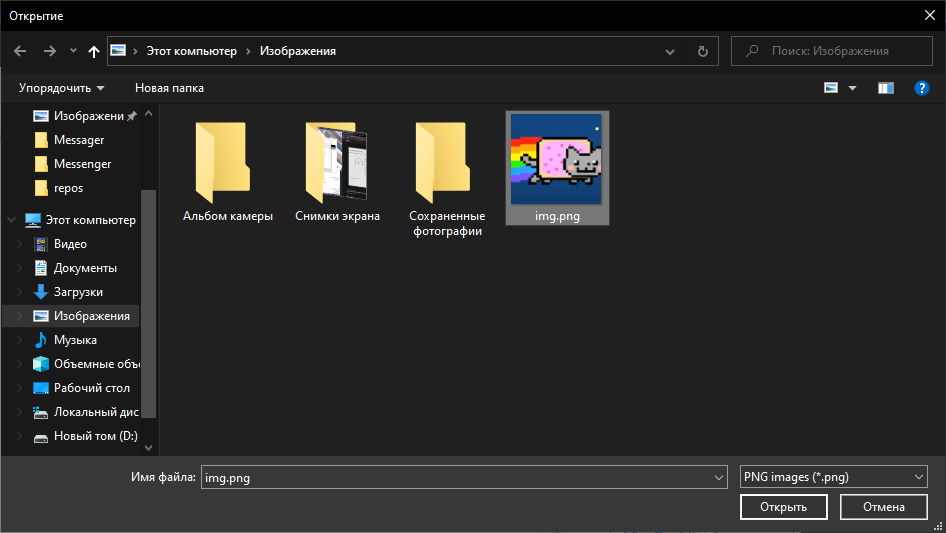 Открытие
Этот компьютер
Изображения
Поиск: Изображения
Упорядочить
Новая папка
Изображени
Messager
Messenger
repos
Этот компьютер
Видео
Документы
Загрузки
Изображения
Музыка
Объемные объ
Рабочий стол
Локальный дис
Новый том (D:)
Альбом камеры
Снимки экрана
Сохраненные
фотографии
img.png
Имя файла:
img.png
PNG images (*.png)
Открыть
Отмена